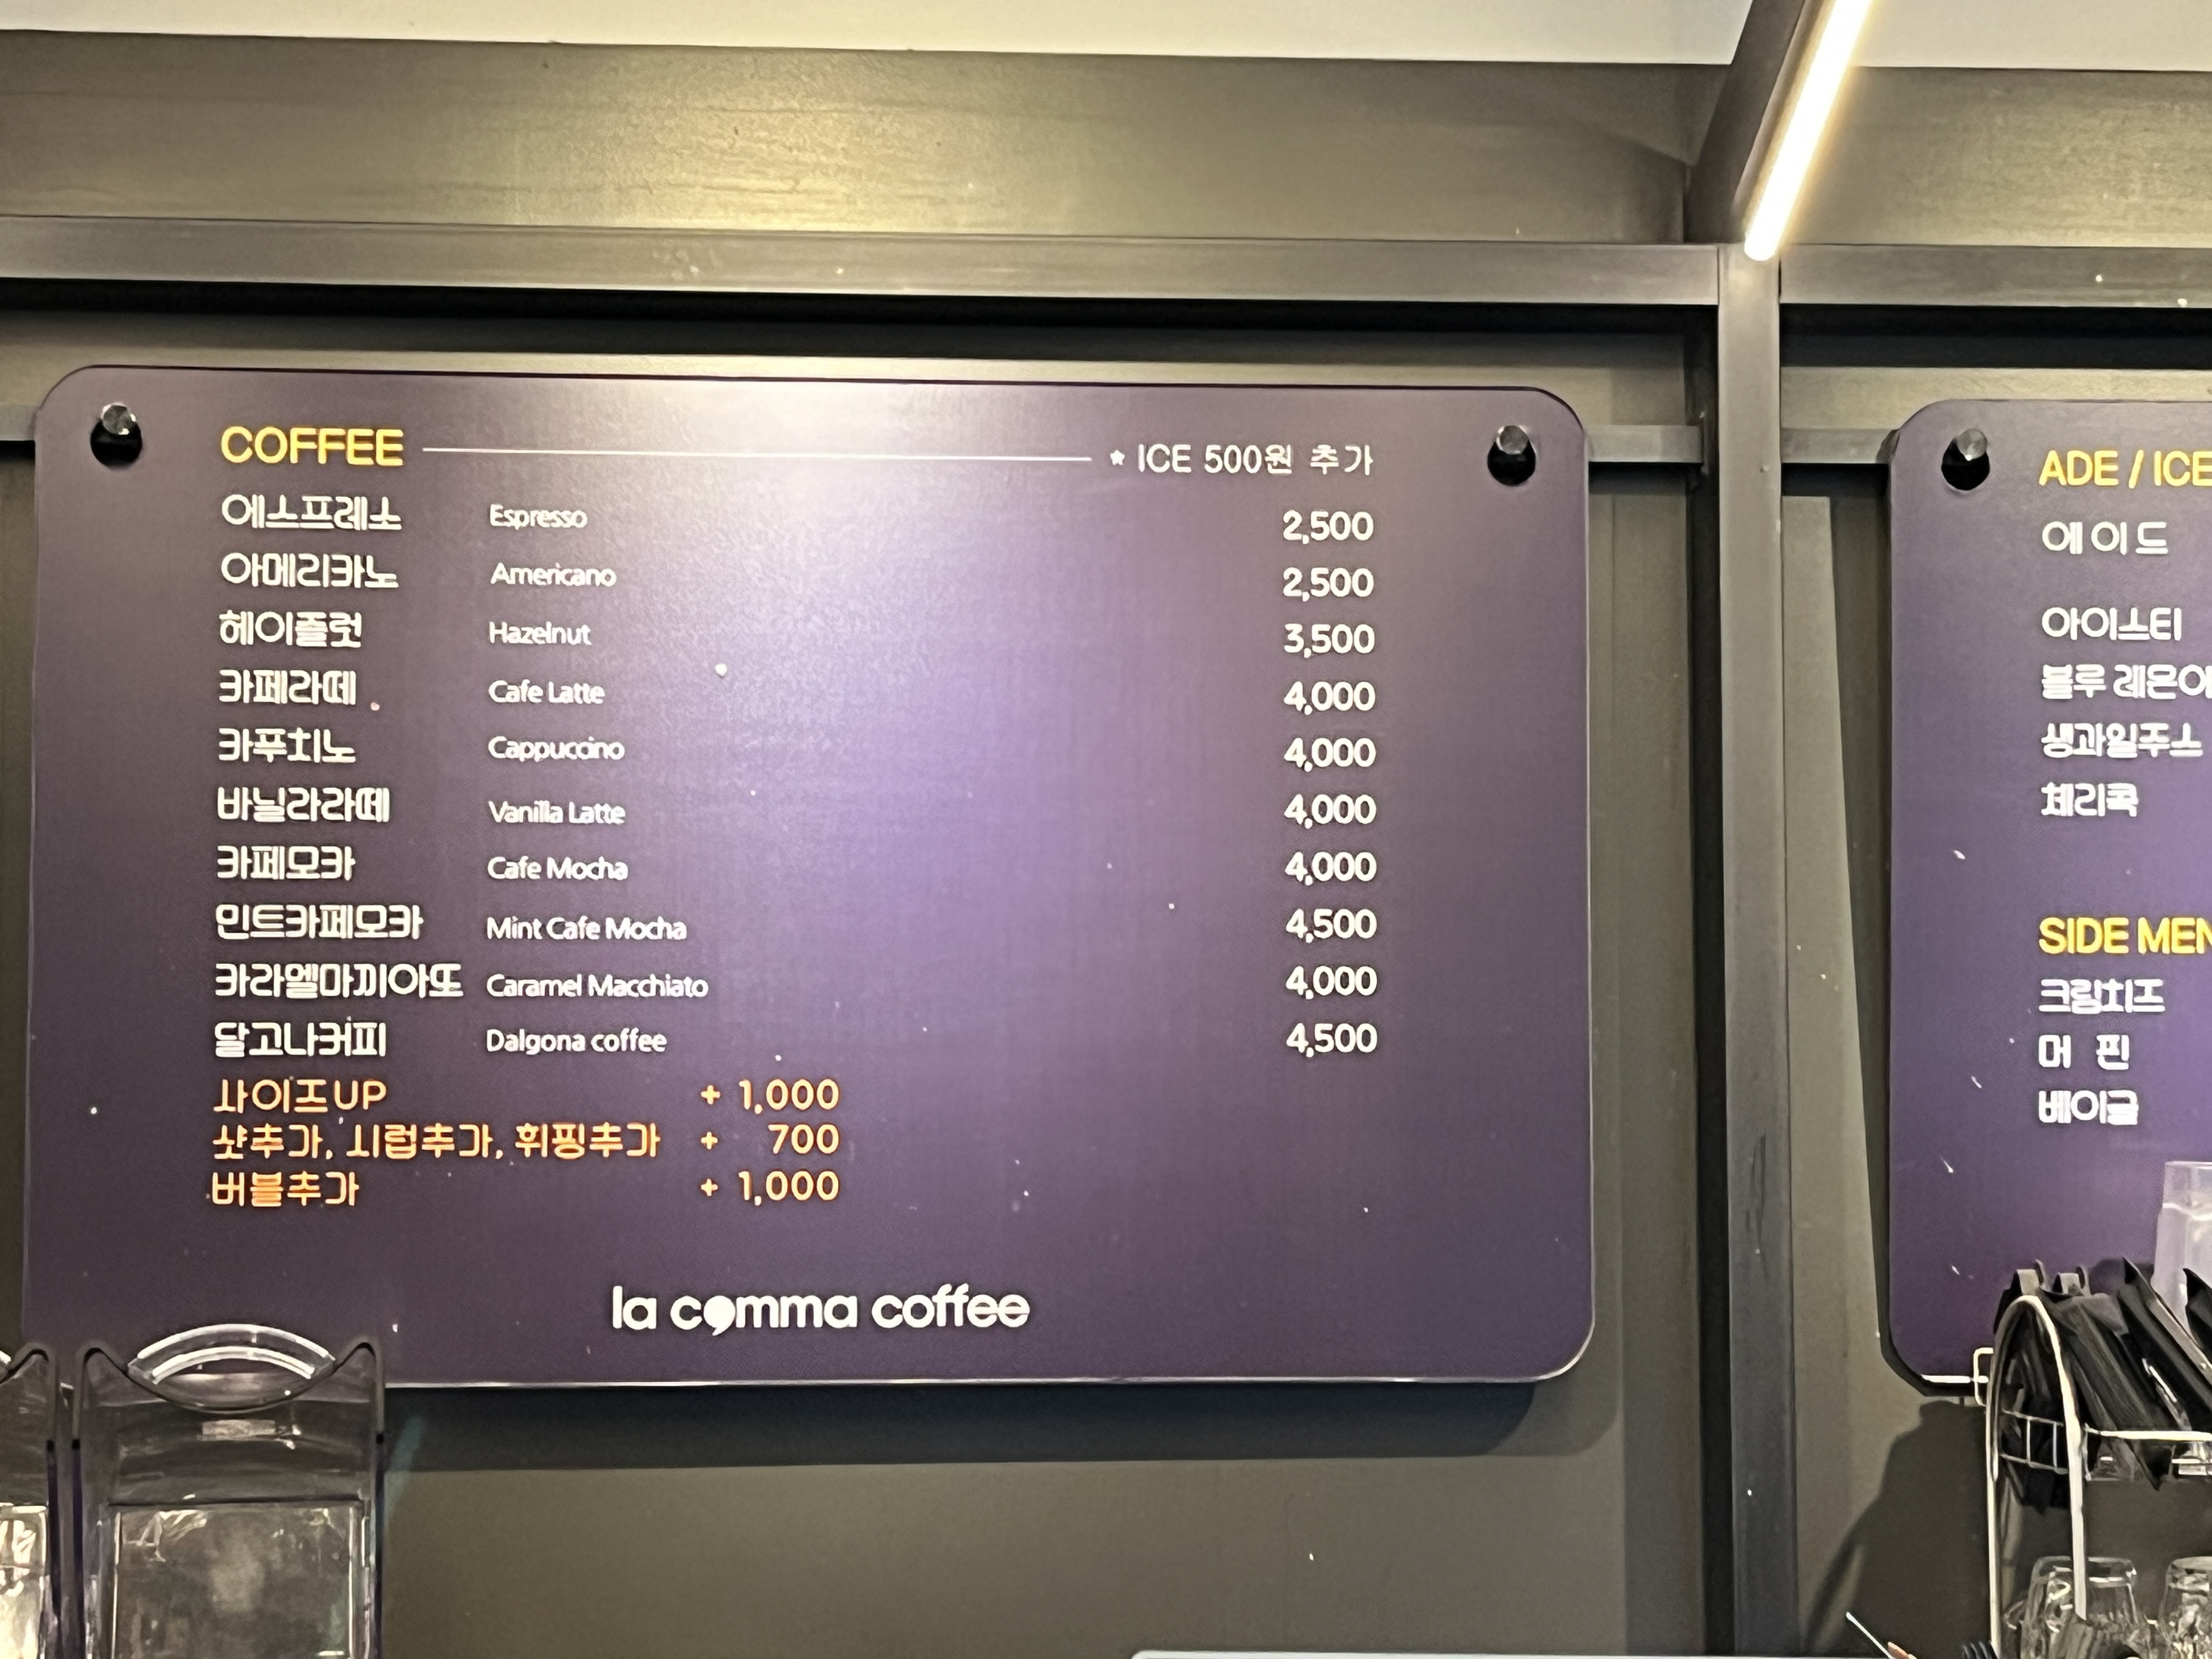 COFFEE ★ ICE 500원 추가
에스프레소 Espresso 2,500
아메리카노 Americano 2,500
헤이즐럿 Hazelnut 3,500
카페라떼 Cafe Latte 4,000
카푸치노 Cappuccino 4,000
바닐라라떼 Vanilla Latte 4,000
카페모카 Cafe Mocha 4,000
민트카페모카 Mint Cafe Mocha 4,500
카라멜마끼아또 Caramel Macchiato 4,000
달고나커피 Dalgona coffee 4,500
사이즈UP + 1,000
샷추가, 시럽추가, 휘핑추가 + 700
버블추가 + 1,000
la comma coffee
ADE / ICE
에이드
아이스티
블루 레몬
생과일주스
체리콕
SIDE MEN
크림치즈
머 핀
베이글